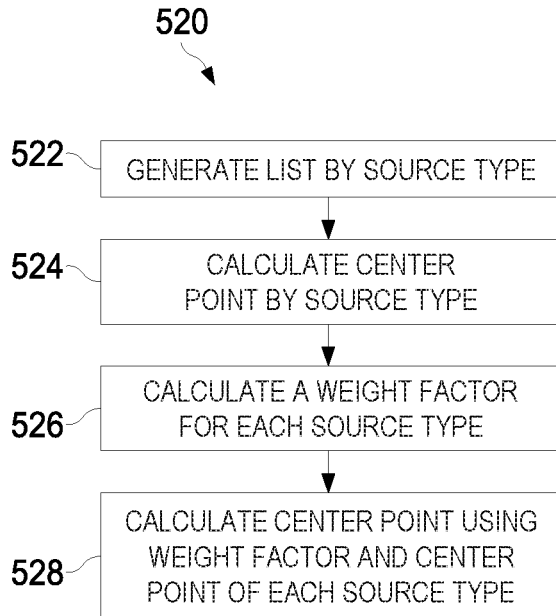 520
522
GENERATE LIST BY SOURCE TYPE
524
CALCULATE CENTER
POINT BY SOURCE TYPE
526
CALCULATE A WEIGHT FACTOR
FOR EACH SOURCE TYPE
528
CALCULATE CENTER POINT USING
WEIGHT FACTOR AND CENTER
POINT OF EACH SOURCE TYPE